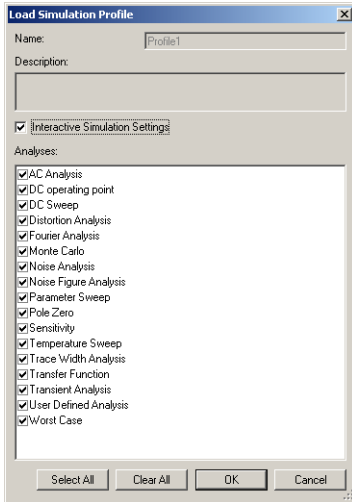 Load Simulation Profile
Name:
Profile1
Description:
Interactive Simulation Settings
Analyses:
AC Analysis
DC operating point
DC Sweep
Distortion Analysis
Fourier Analysis
Monte Carlo
Noise Analysis
Noise Figure Analysis
Parameter Sweep
Pole Zero
Sensitivity
Temperature Sweep
Trace Width Analysis
Transfer Function
Transient Analysis
User Defined Analysis
Worst Case
Select All Clear All OK Cancel